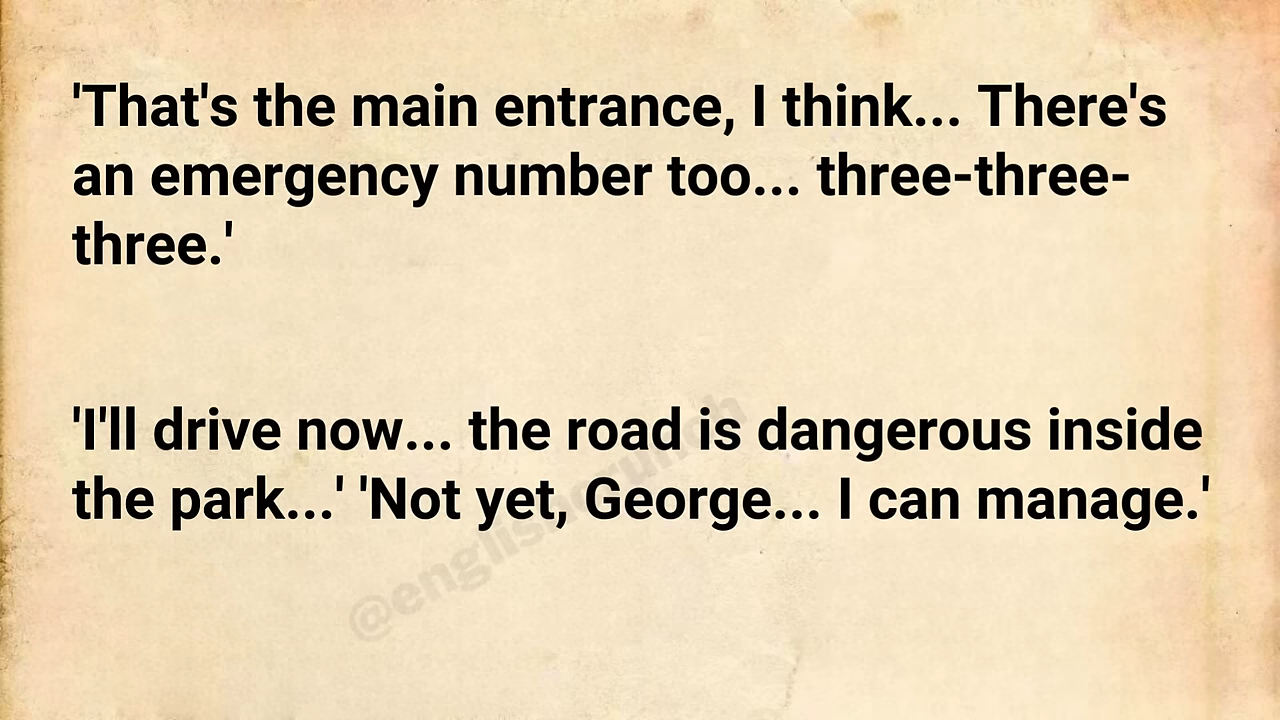 'That's the main entrance, I think... There's
an emergency number too... three-three-
three.'
'I'll drive now... the road is dangerous inside
the park...' 'Not yet, George... I can manage.'